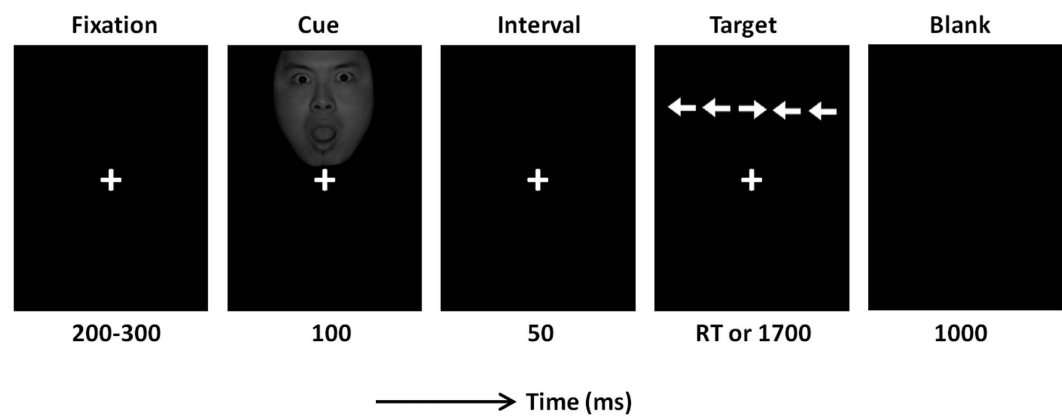 Fixation
Cue
Interval
Target
Blank
200-300
100
50
RT or 1700
1000
Time (ms)